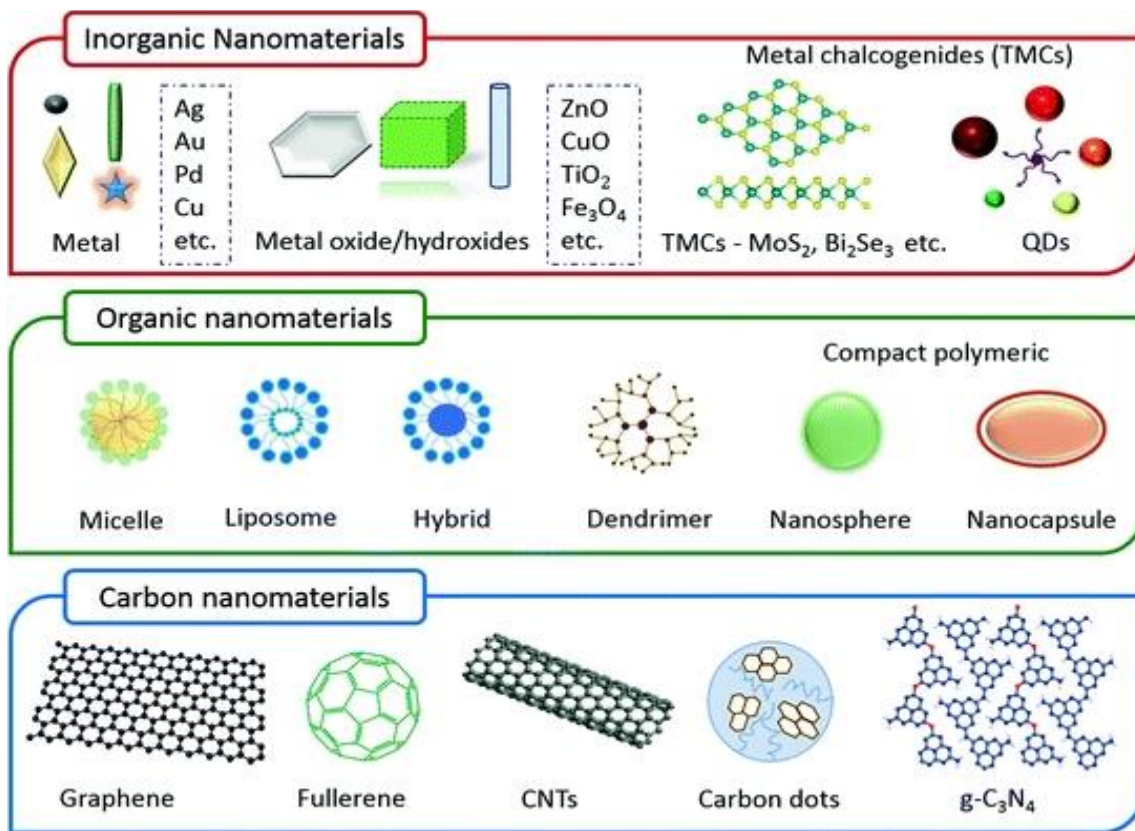 Inorganic Nanomaterials
Metal chalcogenides (TMCs)
Ag
Au
Pd
Cu
etc.
Metal
ZnO
CuO
TiO₂
Fe₃O₄
etc.
Metal oxide/hydroxides
TMCs - MoS₂, Bi₂Se₃ etc.
QDs
Organic nanomaterials
Compact polymeric
Micelle
Liposome
Hybrid
Dendrimer
Nanosphere
Nanocapsule
Carbon nanomaterials
Graphene
Fullerene
CNTs
Carbon dots
g-C₃N₄